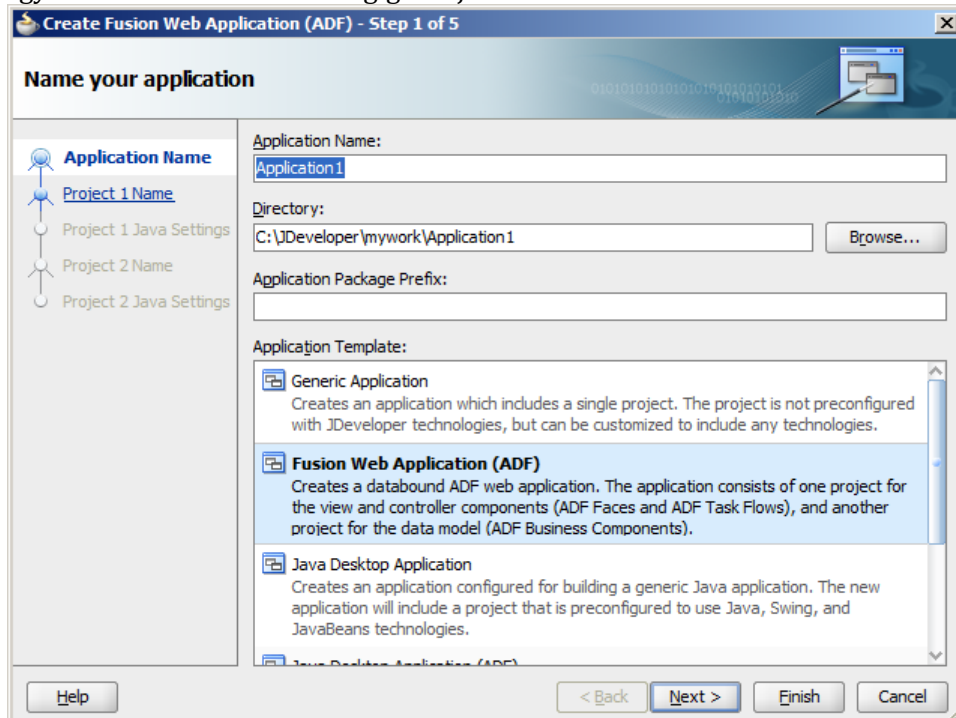 Create Fusion Web Application (ADF) - Step 1 of 5
Name your application
Application Name
Project 1 Name
Project 1 Java Settings
Project 2 Name
Project 2 Java Settings
Application Name:
Application1
Directory:
C:\JDeveloper\mywork\Application1
Browse...
Application Package Prefix:
Application Template:
Generic Application
Creates an application which includes a single project. The project is not preconfigured
with JDeveloper technologies, but can be customized to include any technologies.
Fusion Web Application (ADF)
Creates a databound ADF web application. The application consists of one project for
the view and controller components (ADF Faces and ADF Task Flows), and another
project for the data model (ADF Business Components).
Java Desktop Application
Creates an application configured for building a generic Java application. The new
application will include a project that is preconfigured to use Java, Swing, and
JavaBeans technologies.
Java Desktop Application (ADF)
Help
< Back
Next >
Finish
Cancel